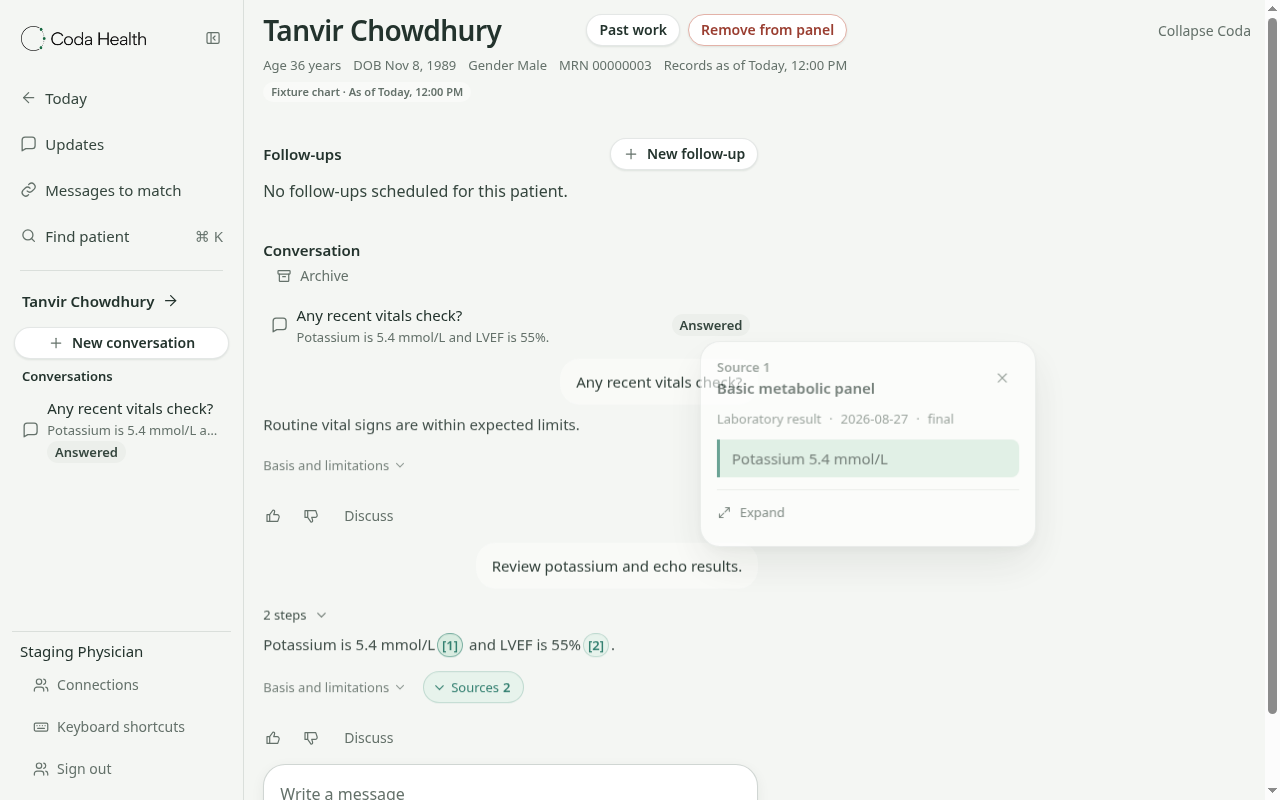 Coda Health
Today
Updates
Messages to match
Find patient ⌘ K
Tanvir Chowdhury
New conversation
Conversations
Any recent vitals check?
Potassium is 5.4 mmol/L a...
Answered
Staging Physician
Connections
Keyboard shortcuts
Sign out
Tanvir Chowdhury
Past work
Remove from panel
Collapse Coda
Age 36 years DOB Nov 8, 1989 Gender Male MRN 00000003 Records as of Today, 12:00 PM
Fixture chart · As of Today, 12:00 PM
Follow-ups
New follow-up
No follow-ups scheduled for this patient.
Conversation
Archive
Any recent vitals check?
Potassium is 5.4 mmol/L and LVEF is 55%.
Answered
Any recent vitals check?
Routine vital signs are within expected limits.
Basis and limitations
Discuss
Source 1
Basic metabolic panel
Laboratory result · 2026-08-27 · final
Potassium 5.4 mmol/L
Expand
Review potassium and echo results.
2 steps
Potassium is 5.4 mmol/L [1] and LVEF is 55% [2] .
Basis and limitations
Sources 2
Discuss
Write a message